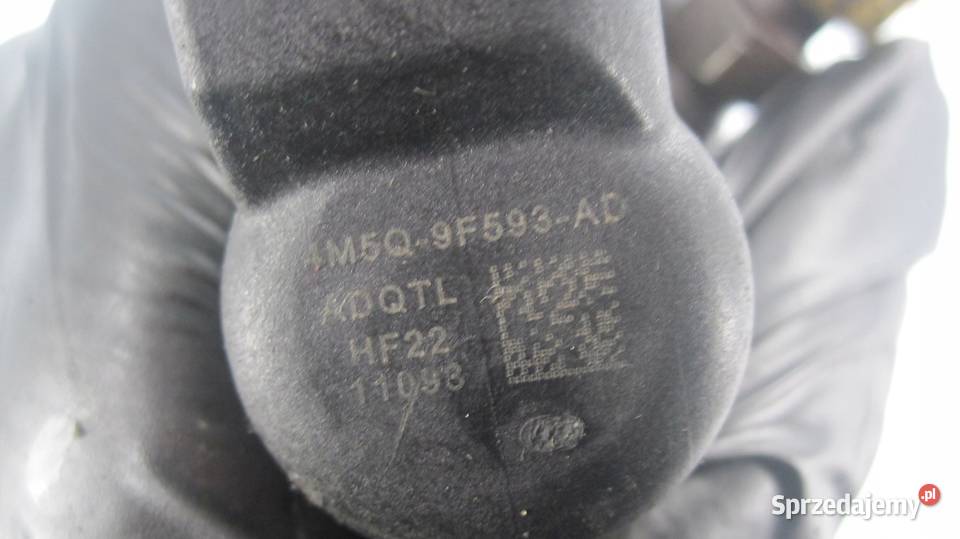 4M5Q-9F593-AD
ADQTL
HF22
11093
Sprzedajemy.pl